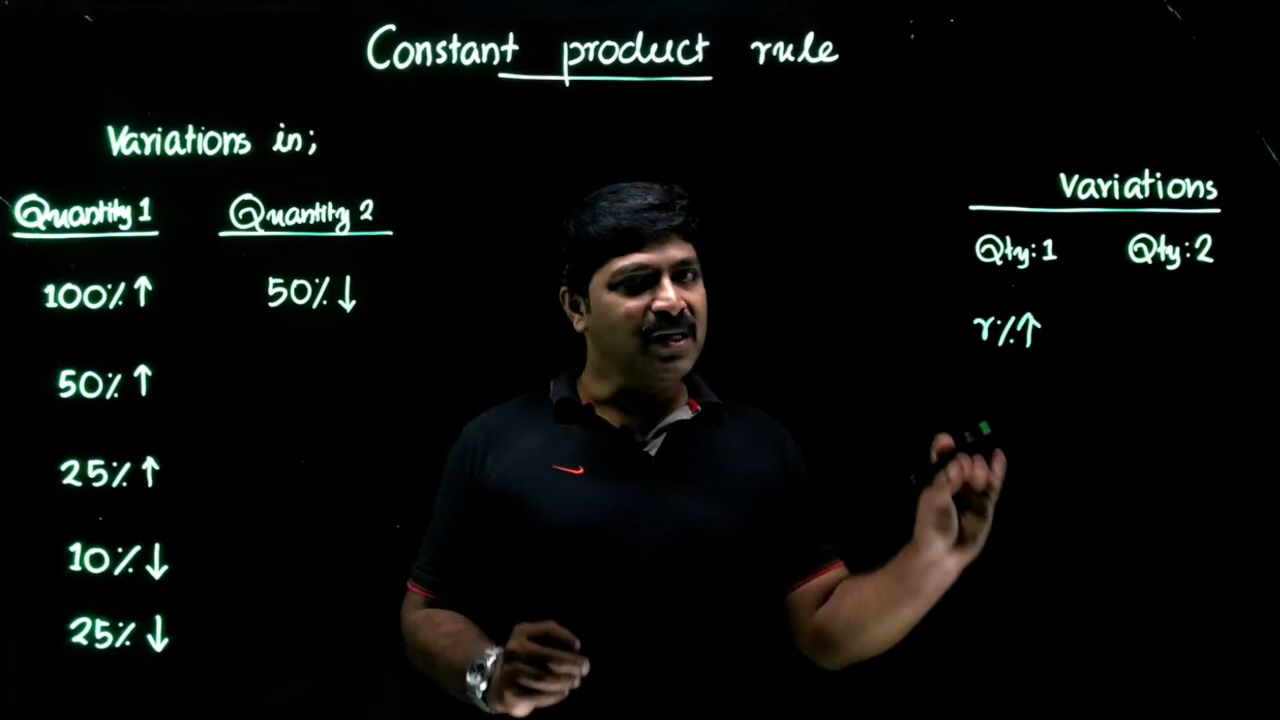 Constant product rule
Variations in;
Quantity 1 Quantity 2
100% ↑ 50% ↓
50% ↑
25% ↑
10% ↓
25% ↓
Variations
Qty:1 Qty:2
r% ↑